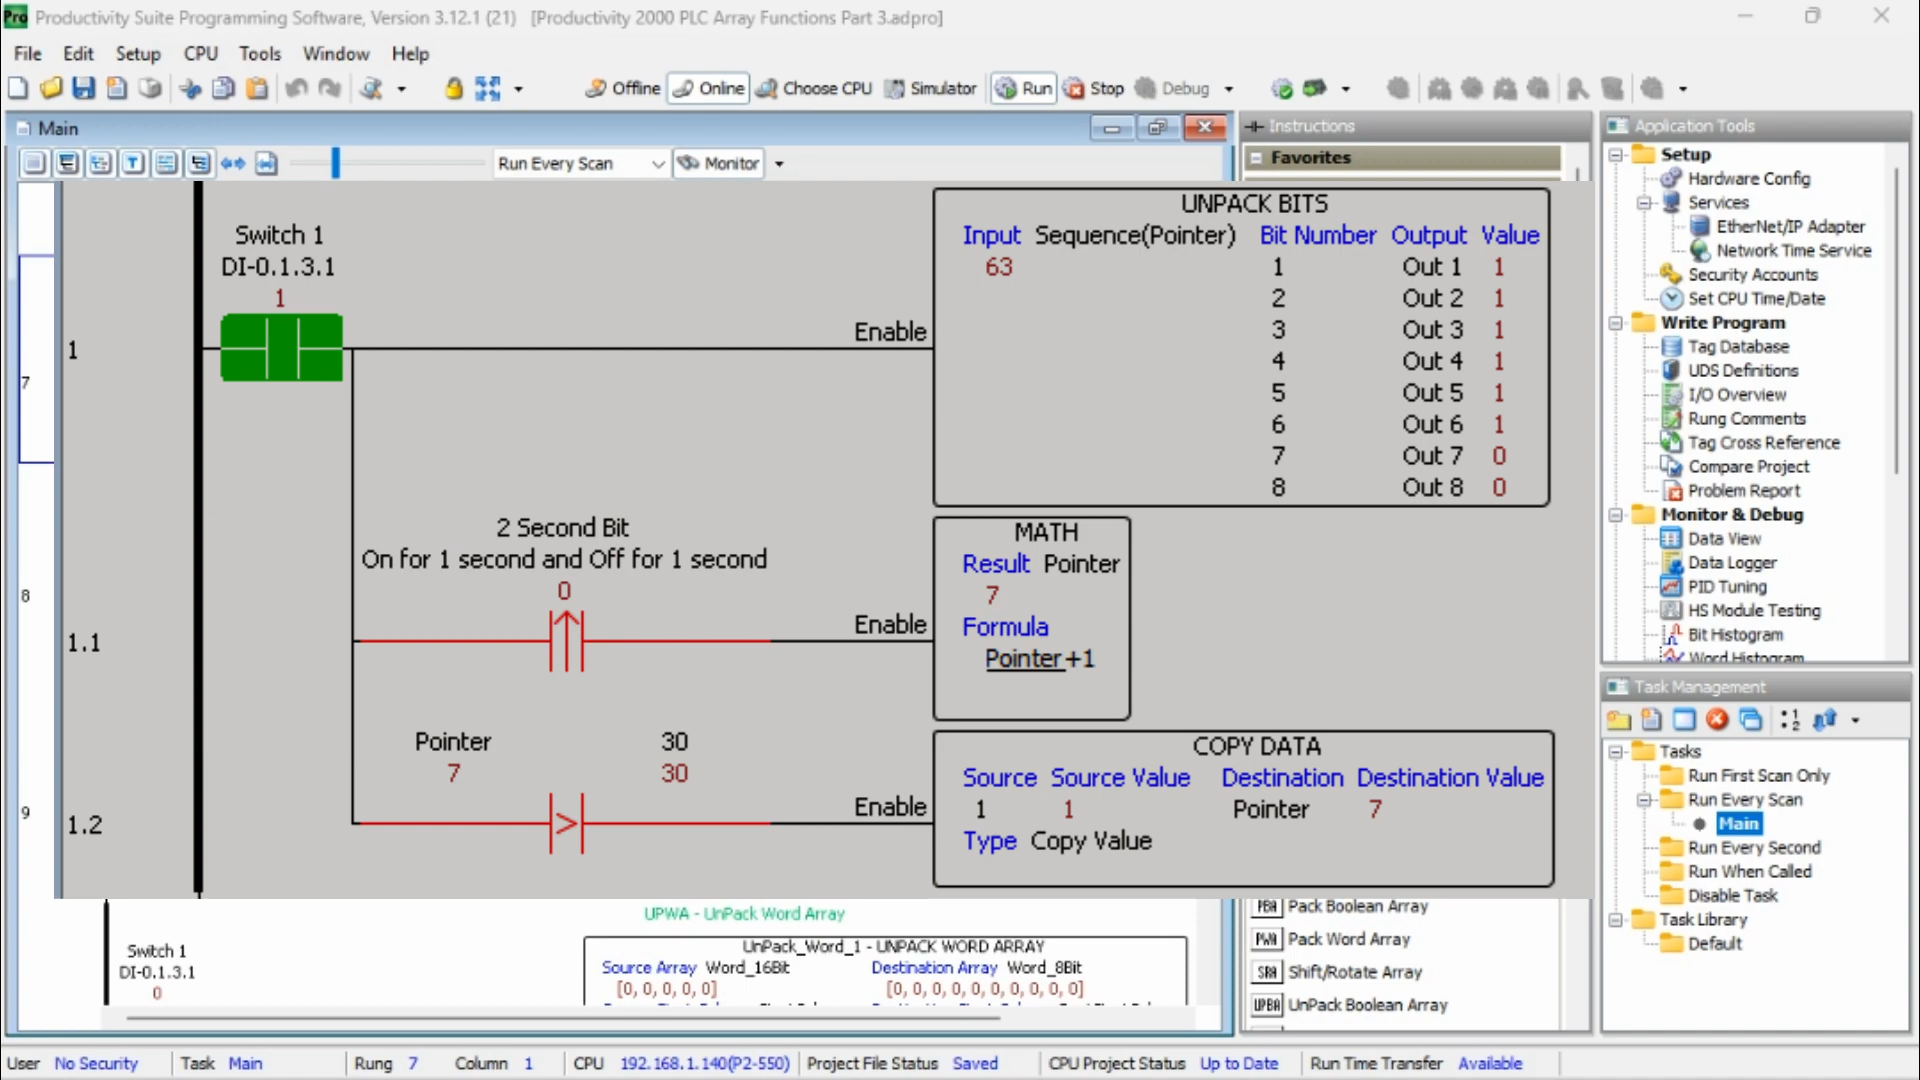 Pro Productivity Suite Programming Software, Version 3.12.1 (21) [Productivity 2000 PLC Array Functions Part 3.adpro]
File Edit Setup CPU Tools Window Help
Offline Online Choose CPU Simulator Run Stop Debug
Main
Run Every Scan Monitor
Switch 1
DI-0.1.3.1
1
1
7
UNPACK BITS
Input Sequence(Pointer) Bit Number Output Value
63 1 Out 1 1
2 Out 2 1
3 Out 3 1
Enable
4 Out 4 1
5 Out 5 1
6 Out 6 1
7 Out 7 0
8 Out 8 0
2 Second Bit
On for 1 second and Off for 1 second
0
8
1.1
Enable
MATH
Result Pointer
7
Formula
Pointer+1
Pointer 30
7 30
9
1.2
Enable
COPY DATA
Source Source Value Destination Destination Value
1 1 Pointer 7
Type Copy Value
UPWA - UnPack Word Array
Switch 1
DI-0.1.3.1
0
UnPack_Word_1 - UNPACK WORD ARRAY
Source Array Word_16Bit Destination Array Word_8Bit
[0, 0, 0, 0, 0] [0, 0, 0, 0, 0, 0, 0, 0, 0, 0]
Instructions
Favorites
PBA Pack Boolean Array
PWA Pack Word Array
SRA Shift/Rotate Array
UPBA UnPack Boolean Array
Application Tools
Setup
Hardware Config
Services
EtherNet/IP Adapter
Network Time Service
Security Accounts
Set CPU Time/Date
Write Program
Tag Database
UDS Definitions
I/O Overview
Rung Comments
Tag Cross Reference
Compare Project
Problem Report
Monitor & Debug
Data View
Data Logger
PID Tuning
HS Module Testing
Bit Histogram
Word Histogram
Task Management
Tasks
Run First Scan Only
Run Every Scan
Main
Run Every Second
Run When Called
Disable Task
Task Library
Default
User No Security Task Main Rung 7 Column 1 CPU 192.168.1.140(P2-550) Project File Status Saved CPU Project Status Up to Date Run Time Transfer Available